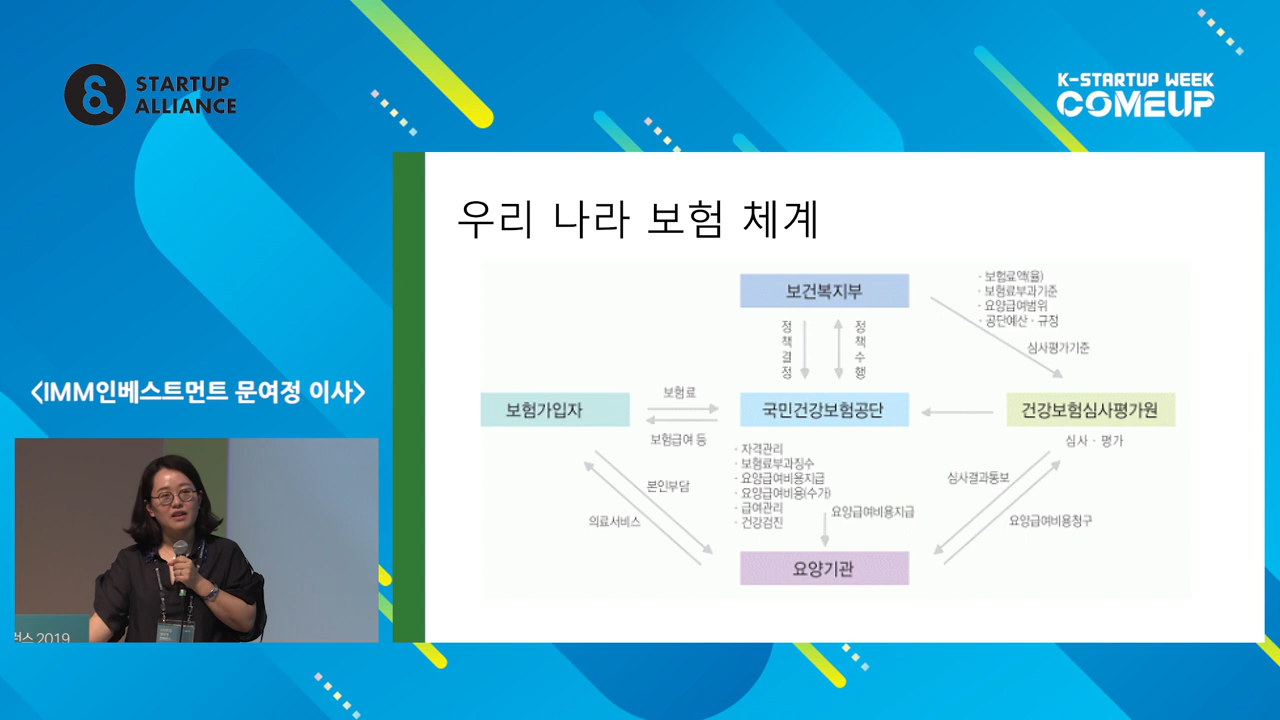 STARTUP
ALLIANCE
K-STARTUP WEEK
COMEUP
<IMM인베스트먼트 문여정 이사>
2019
우리 나라 보험 체계
보건복지부
· 보험료액(율)
· 보험료부과기준
· 요양급여범위
· 공단예산 · 규정
정책결정
정책수행
심사평가기준
보험가입자
보험료
보험급여 등
국민건강보험공단
건강보험심사평가원
심사 · 평가
· 자격관리
· 보험료부과징수
· 요양급여비용지급
· 요양급여비용(수가)
· 급여관리
· 건강검진
본인부담
의료서비스
요양급여비용지급
심사결과통보
요양급여비용청구
요양기관